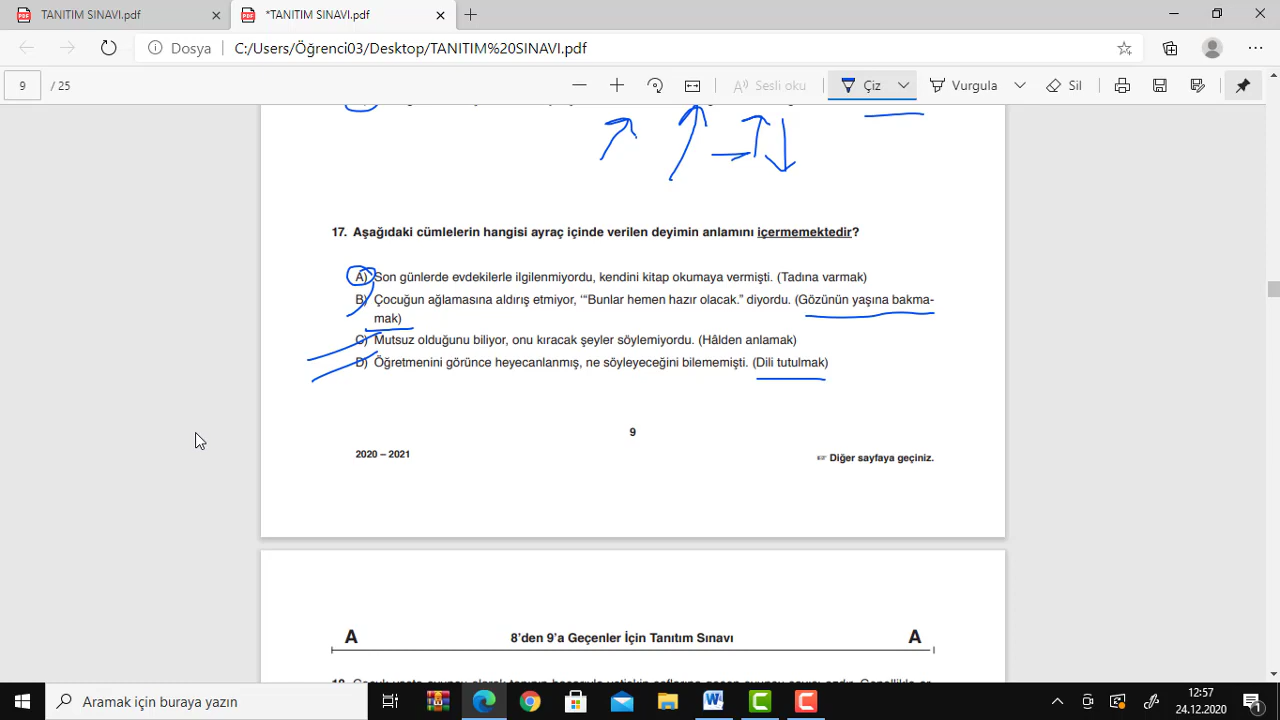 TANITIM SINAVI.pdf
*TANITIM SINAVI.pdf
Dosya
C:/Users/Öğrenci03/Desktop/TANITIM%20SINAVI.pdf
9 / 25
Sesli oku
Çiz
Vurgula
Sil
17. Aşağıdaki cümlelerin hangisi ayraç içinde verilen deyimin anlamını içermemektedir?
A) Son günlerde evdekilerle ilgilenmiyordu, kendini kitap okumaya vermişti. (Tadına varmak)
B) Çocuğun ağlamasına aldırış etmiyor, ‘“Bunlar hemen hazır olacak.” diyordu. (Gözünün yaşına bakma-
mak)
C) Mutsuz olduğunu biliyor, onu kıracak şeyler söylemiyordu. (Hâlden anlamak)
D) Öğretmenini görünce heyecanlanmış, ne söyleyeceğini bilememişti. (Dili tutulmak)
9
2020 – 2021
Diğer sayfaya geçiniz.
A
8’den 9’a Geçenler İçin Tanıtım Sınavı
A
Aramak için buraya yazın
12:57
24.12.2020
1